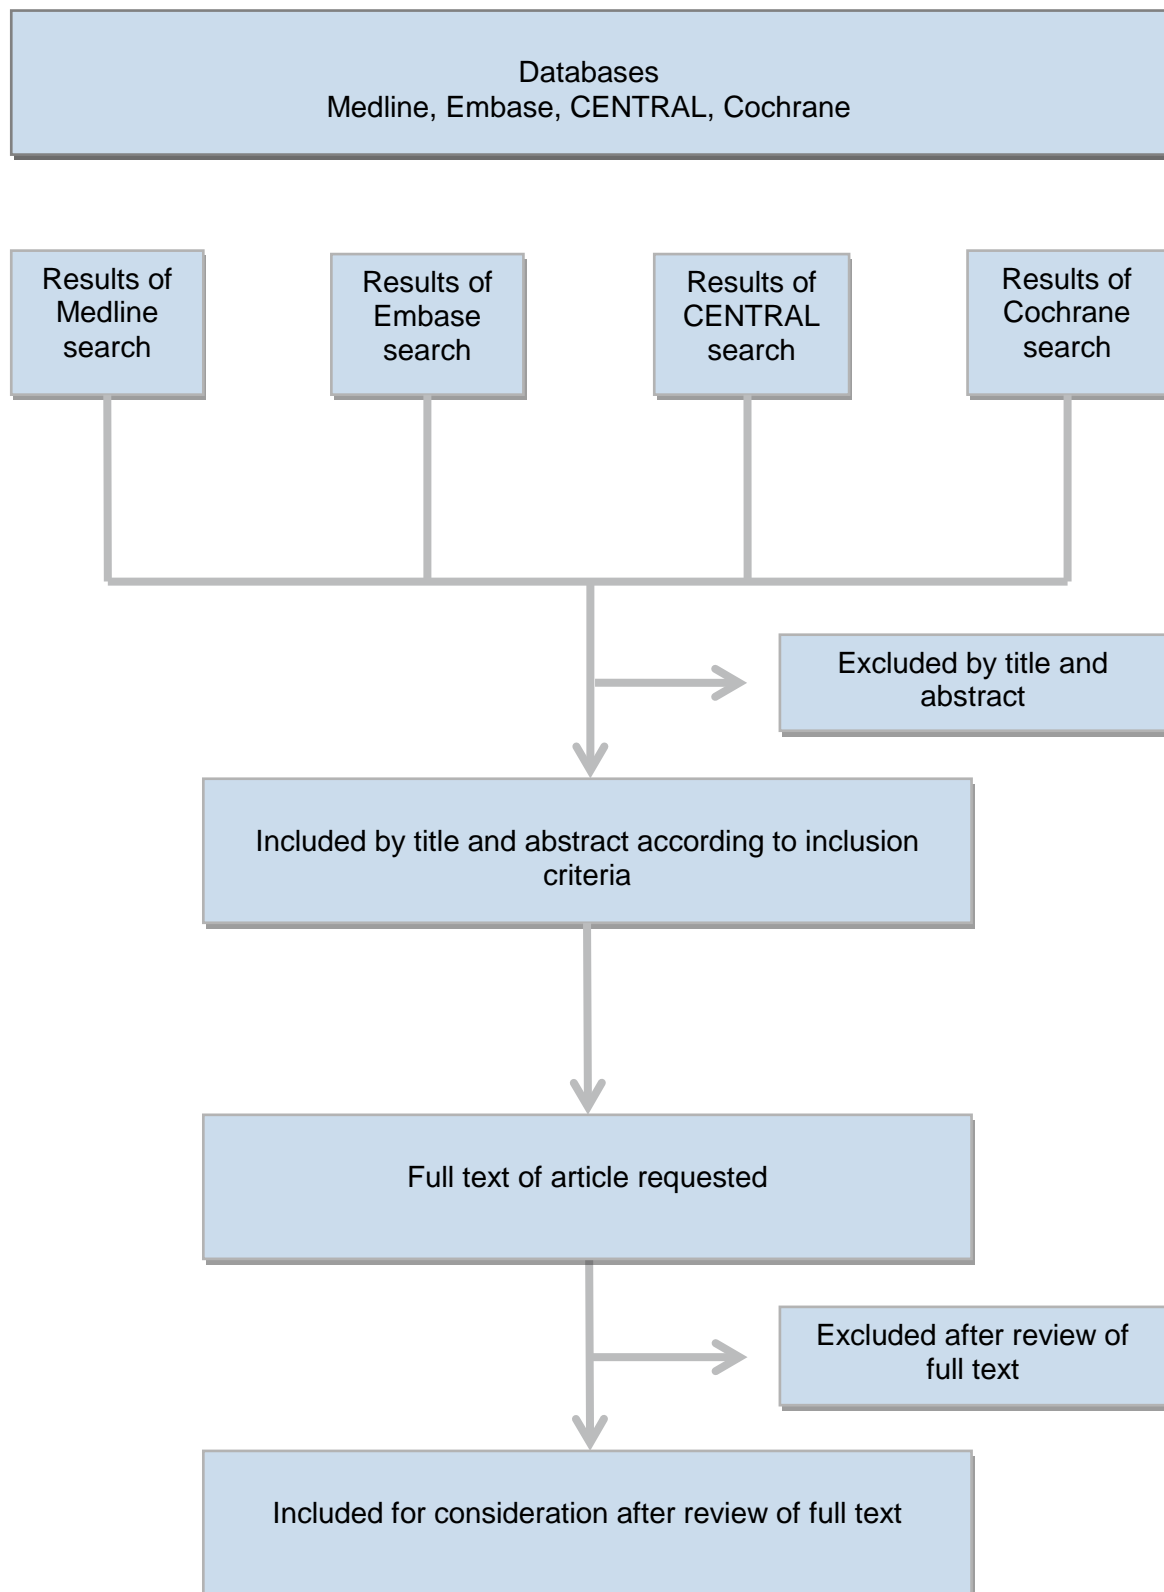 Databases
Medline, Embase, CENTRAL, Cochrane
Results of
Medline
search
Results of
Embase
search
Results of
CENTRAL
search
Results of
Cochrane
search
Excluded by title and
abstract
Included by title and abstract according to inclusion
criteria
Full text of article requested
Excluded after review of
full text
Included for consideration after review of full text